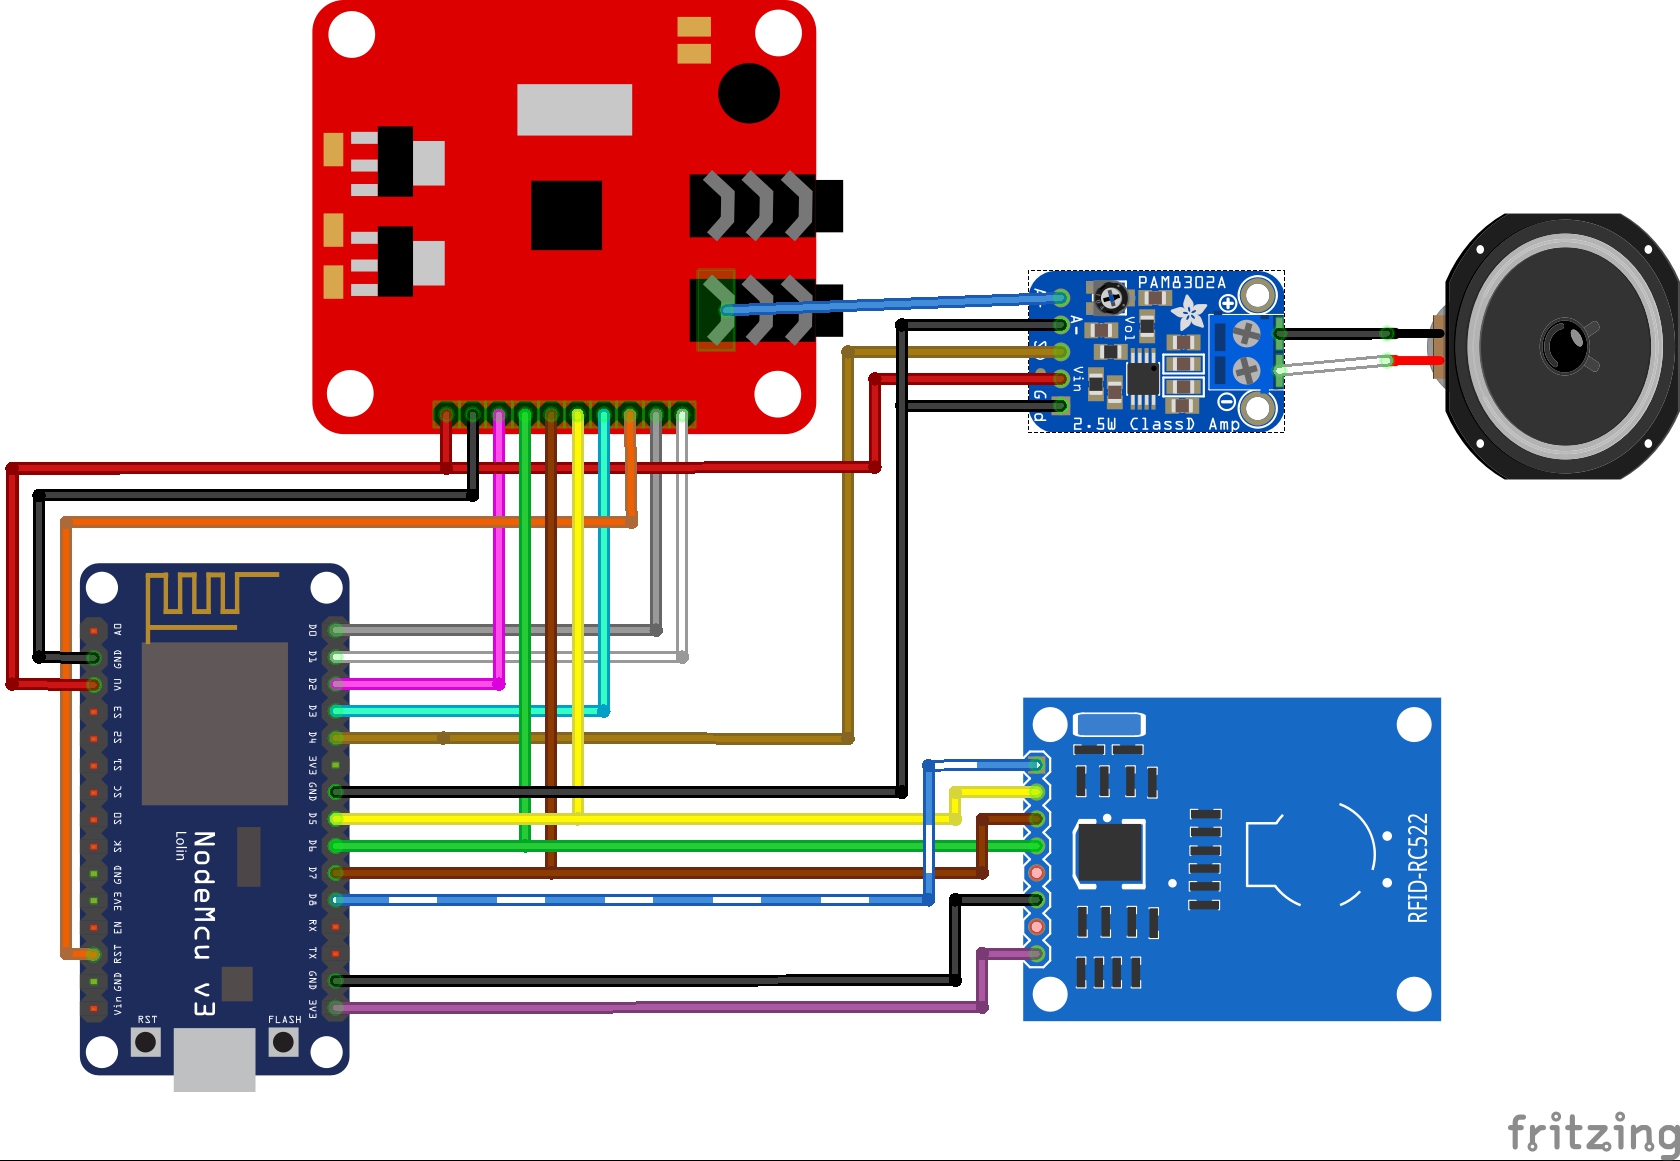 PAM8302A
A+
A-
SD
Vin
Gnd
Vol
2.5W ClassD Amp
A0
GND
VU
S3
S2
S1
SC
S0
SK
GND
3V3
EN
RST
GND
Vin
D0
D1
D2
D3
D4
3V3
GND
D5
D6
D7
D8
RX
TX
GND
3V3
NodeMcu v3
Lolin
RST
FLASH
RFID-RC522
fritzing